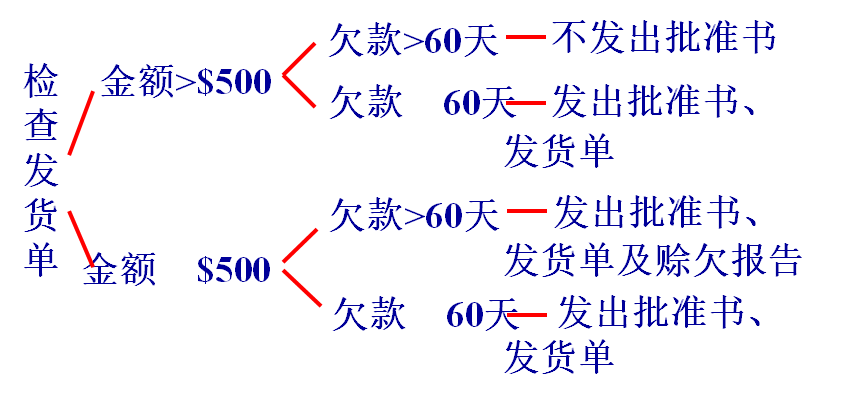 检查发货单
金额>$500
欠款>60天
不发出批准书
欠款 60天
发出批准书、
发货单
金额 $500
欠款>60天
发出批准书、
发货单及赊欠报告
欠款 60天
发出批准书、
发货单